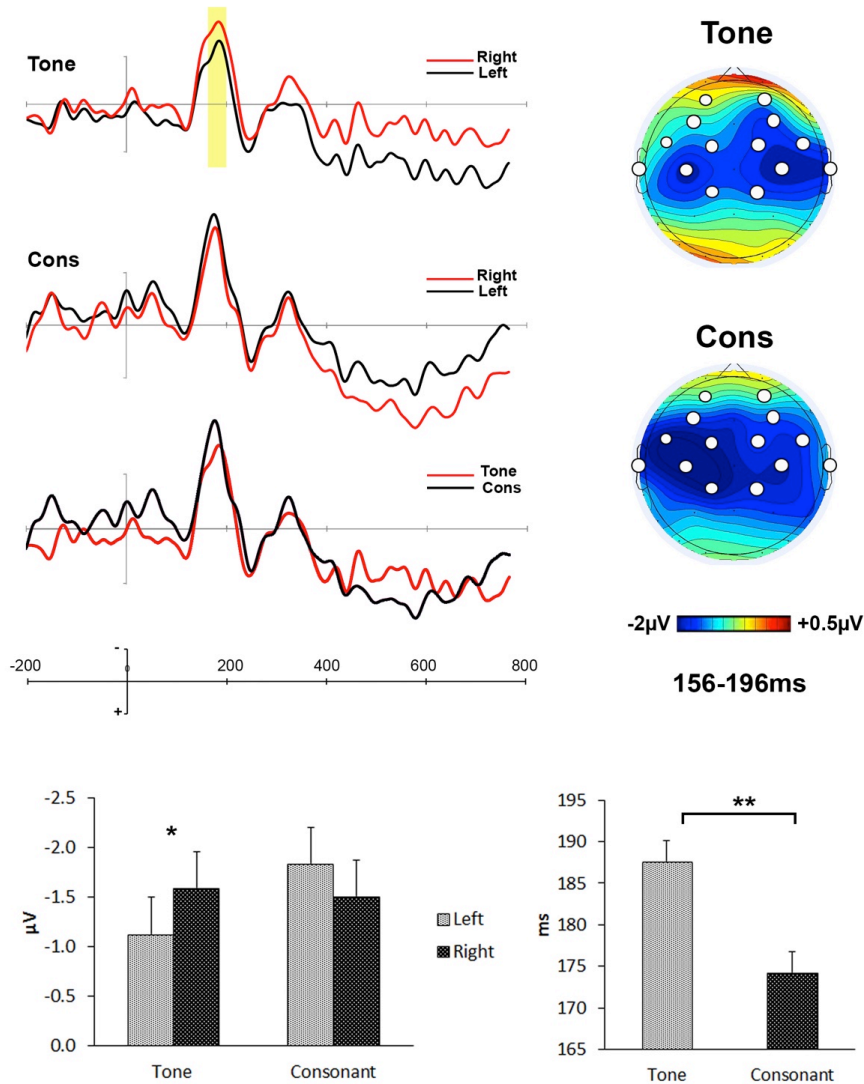 Tone
Right
Left
Cons
Right
Left
Tone
Cons
-200
0
200
400
600
800
-
+
Tone
Cons
-2µV
+0.5µV
156-196ms
-2.5
-2.0
-1.5
-1.0
-0.5
0.0
µV
*
Tone
Consonant
Left
Right
195
190
185
180
175
170
165
ms
**
Tone
Consonant